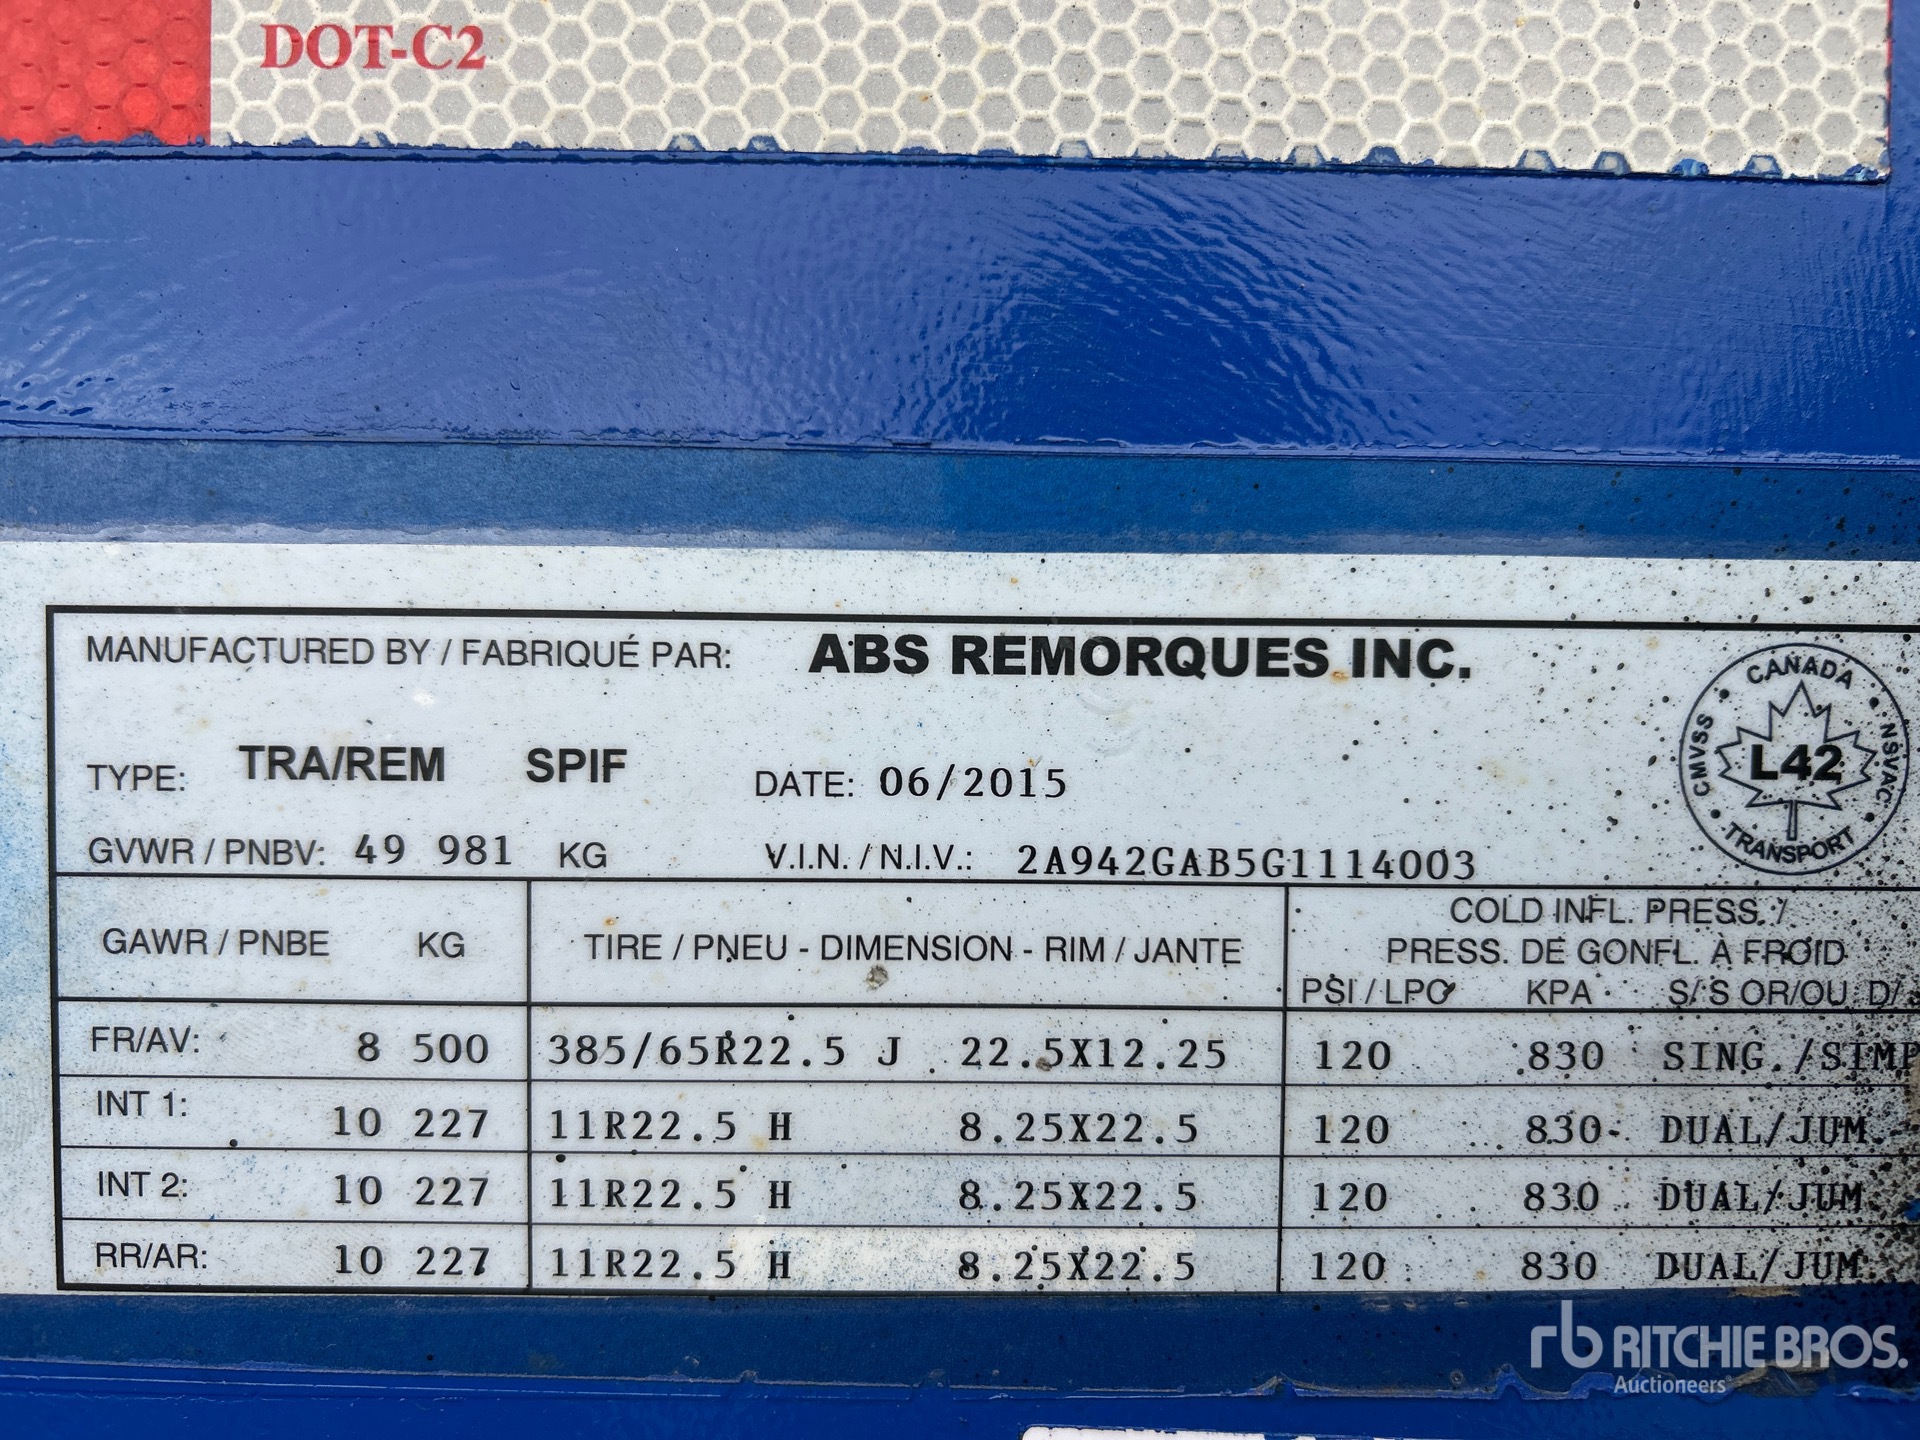 DOT-C2
MANUFACTURED BY / FABRIQUÉ PAR: ABS REMORQUES INC.
CANADA
CMVSS L42 NSVAC
TRANSPORT
TYPE: TRA/REM SPIF DATE: 06/2015
GVWR / PNBV: 49 981 KG V.I.N. / N.I.V.: 2A942GAB5G1114003
GAWR / PNBE KG TIRE / PNEU - DIMENSION - RIM / JANTE COLD INFL. PRESS. /
PRESS. DE GONFL. À FROID
PSI / LPC KPA S/ S OR/OU D/
FR/AV: 8 500 385/65R22.5 J 22.5X12.25 120 830 SING./SIMP
INT 1: 10 227 11R22.5 H 8.25X22.5 120 830 DUAL/JUM.
INT 2: 10 227 11R22.5 H 8.25X22.5 120 830 DUAL/JUM.
RR/AR: 10 227 11R22.5 H 8.25X22.5 120 830 DUAL/JUM.
rb RITCHIE BROS.
Auctioneers